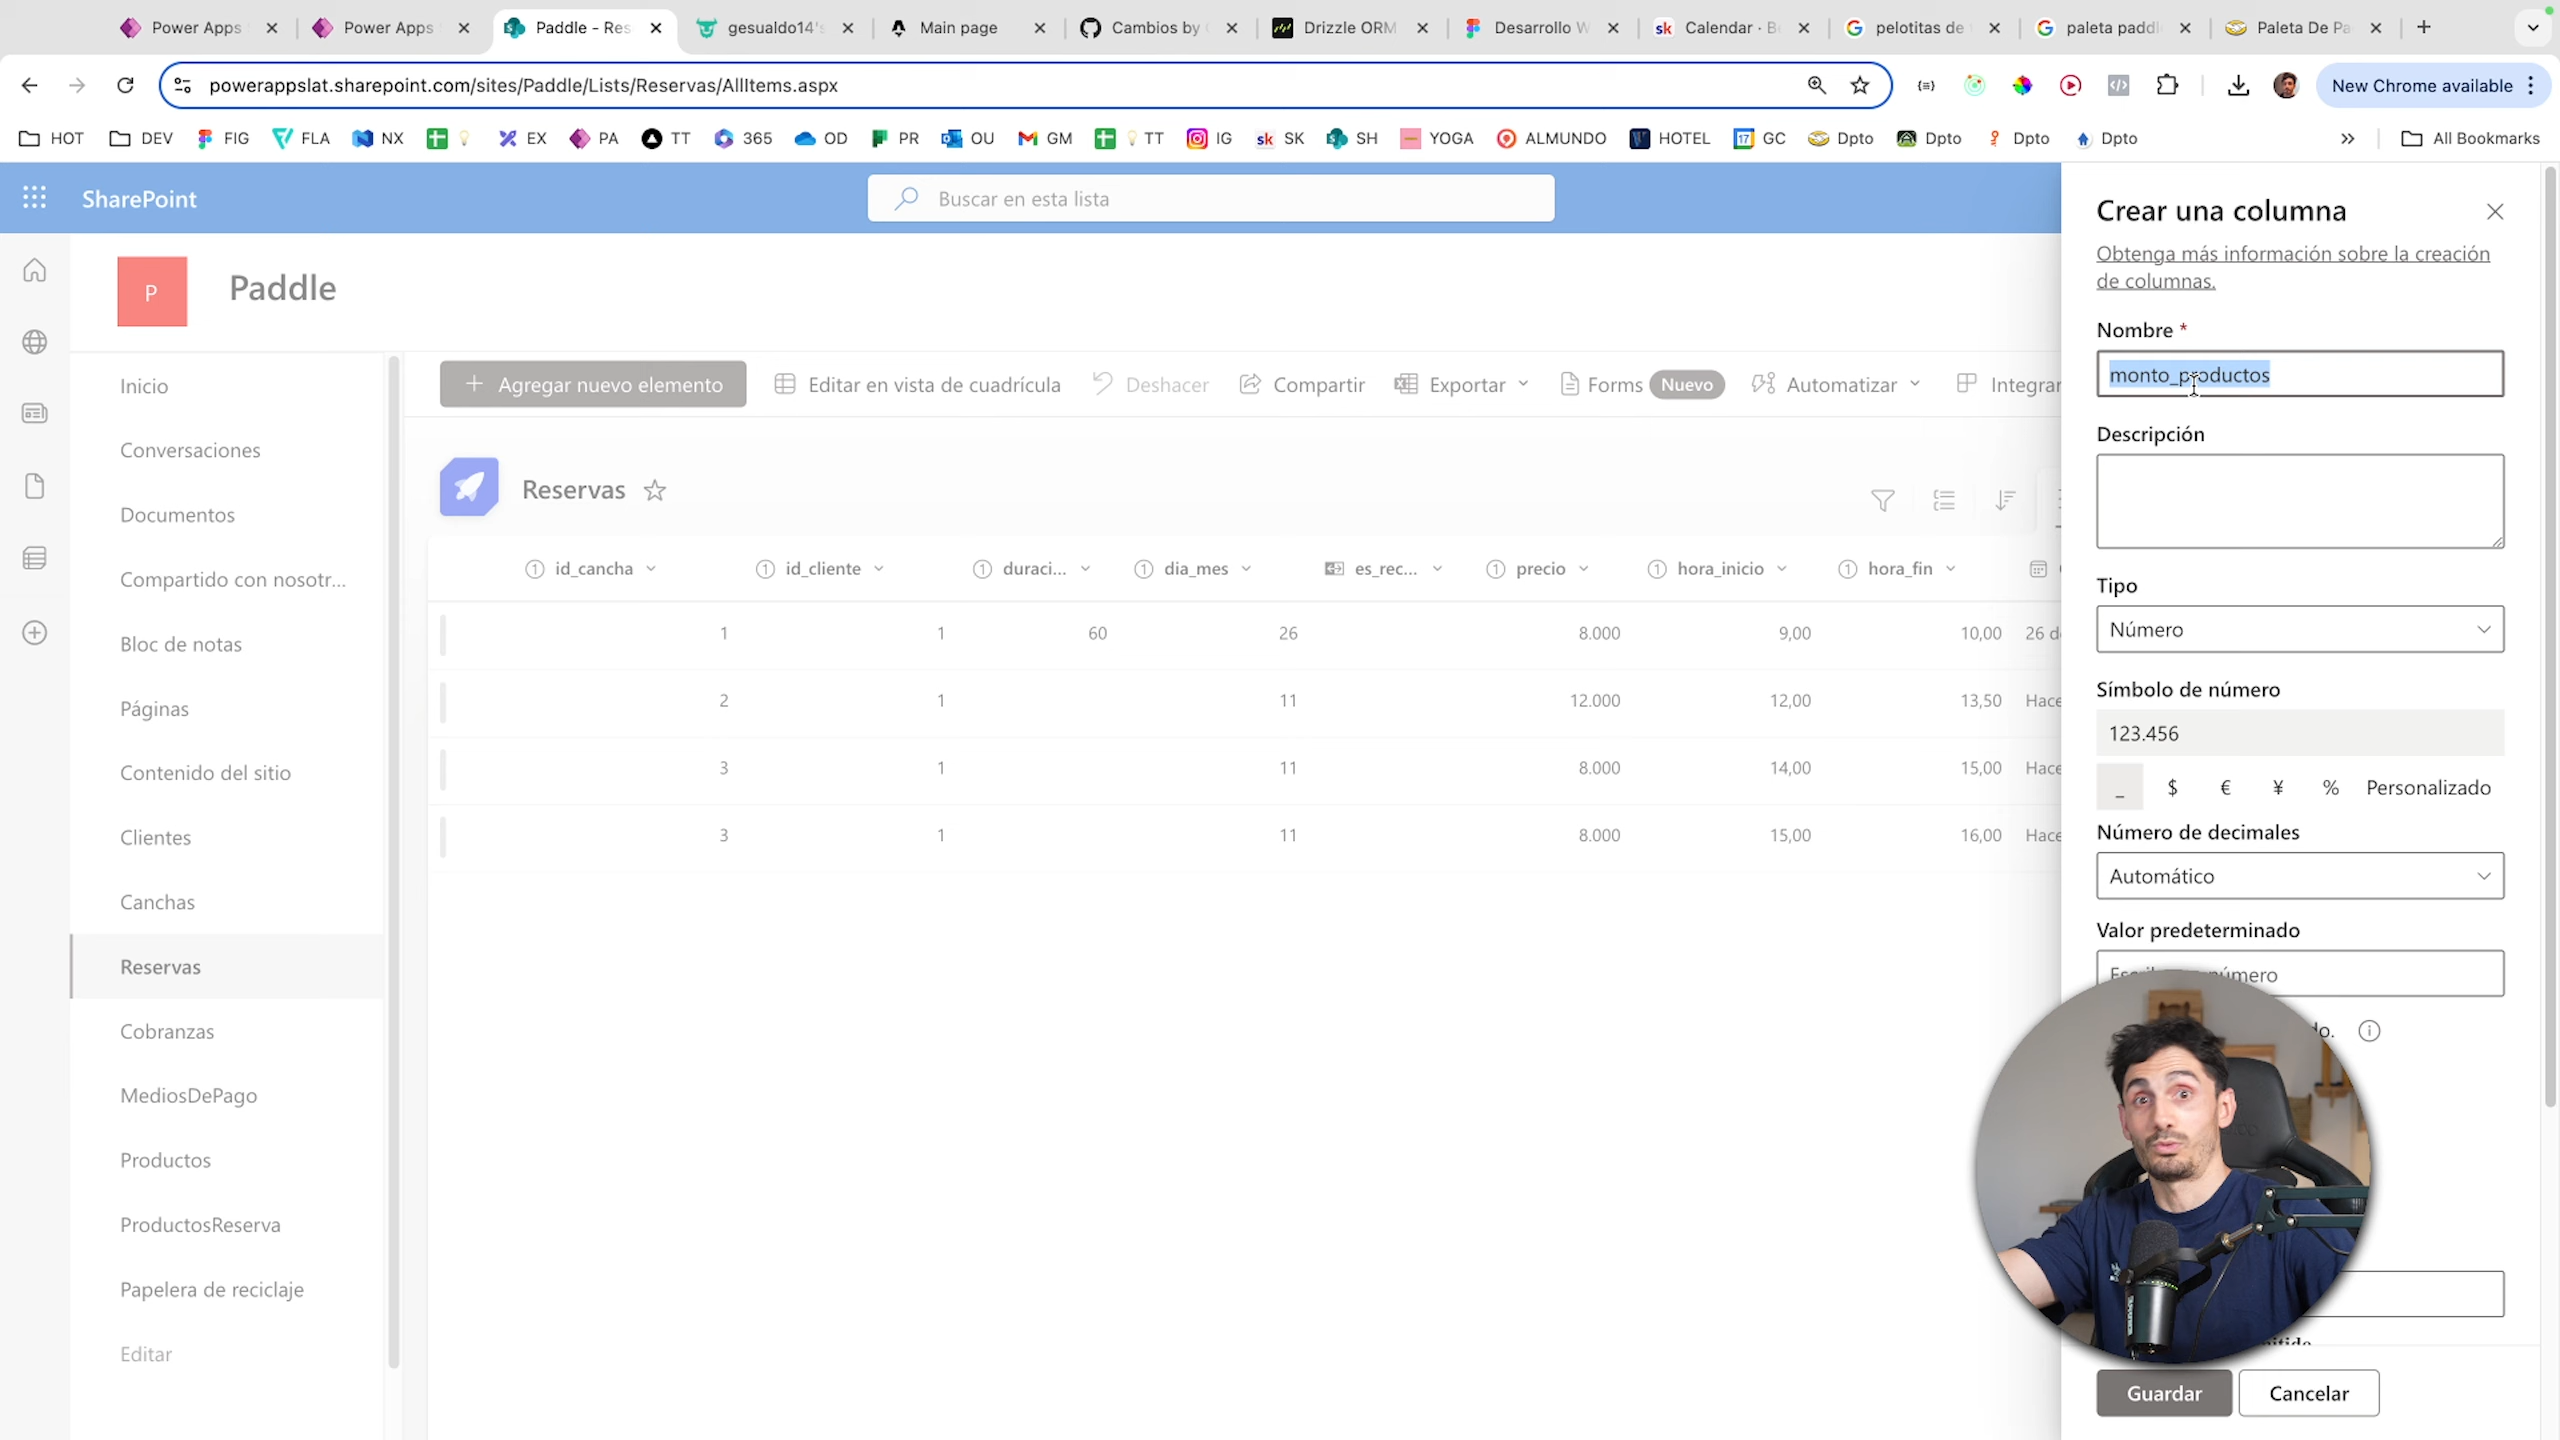 Power Apps
Power Apps
Paddle - Res
gesualdo14's
Main page
Cambios by
Drizzle ORM
Desarrollo W
Calendar · B
pelotitas de
paleta paddl
Paleta De Pa
powerappslat.sharepoint.com/sites/Paddle/Lists/Reservas/AllItems.aspx
New Chrome available
HOT
DEV
FIG
FLA
NX
EX
PA
TT
365
OD
PR
OU
GM
TT
IG
SK
SH
YOGA
ALMUNDO
HOTEL
GC
Dpto
Dpto
Dpto
Dpto
All Bookmarks
SharePoint
Buscar en esta lista
P
Paddle
Inicio
Conversaciones
Documentos
Compartido con nosotr...
Bloc de notas
Páginas
Contenido del sitio
Clientes
Canchas
Reservas
Cobranzas
MediosDePago
Productos
ProductosReserva
Papelera de reciclaje
Editar
Agregar nuevo elemento
Editar en vista de cuadrícula
Deshacer
Compartir
Exportar
Forms Nuevo
Automatizar
Integrar
Reservas
id_cancha id_cliente duraci... dia_mes es_rec... precio hora_inicio hora_fin
1 1 60 26 8.000 9,00 10,00 26 d
2 1 11 12.000 12,00 13,50 Hace
3 1 11 8.000 14,00 15,00 Hace
3 1 11 8.000 15,00 16,00 Hace
Crear una columna
Obtenga más información sobre la creación
de columnas.
Nombre *
monto_productos
Descripción
Tipo
Número
Símbolo de número
123.456
_ $ € ¥ % Personalizado
Número de decimales
Automático
Valor predeterminado
número
Guardar
Cancelar